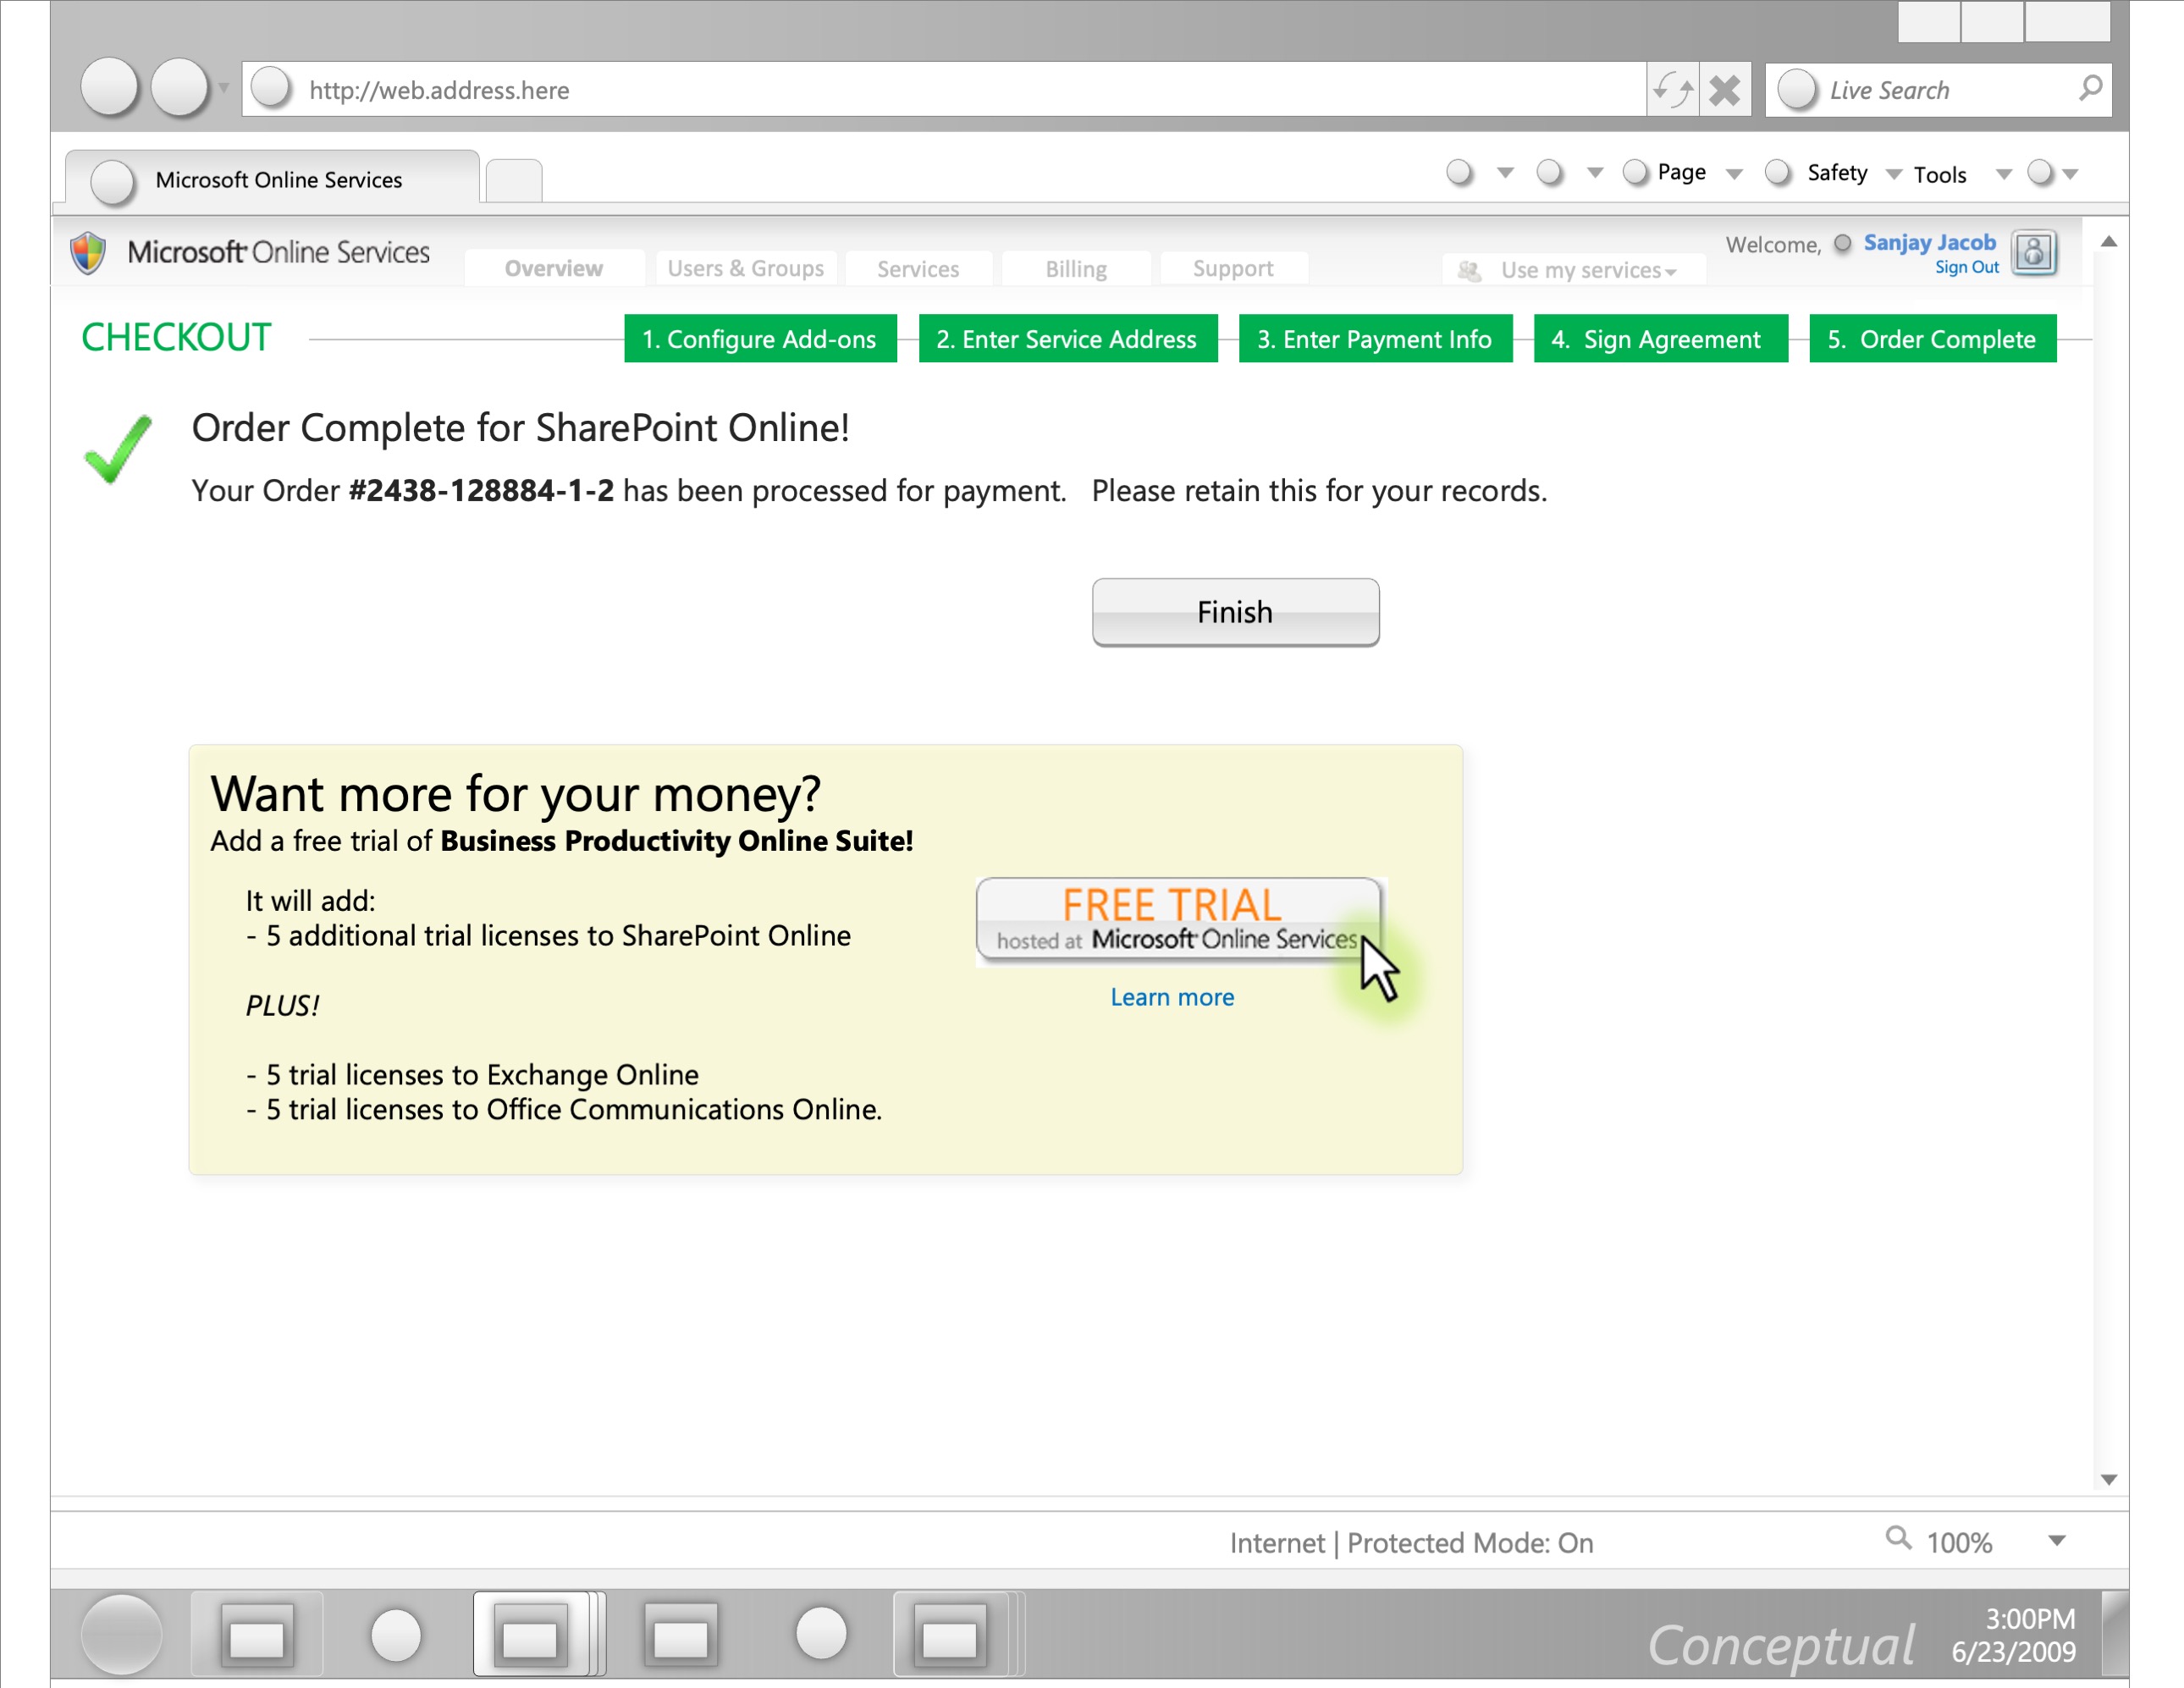 http://web.address.here
Live Search
Microsoft Online Services
Page
Safety
Tools
Microsoft Online Services
Overview
Users & Groups
Services
Billing
Support
Use my services
Welcome, Sanjay Jacob
Sign Out
CHECKOUT
1. Configure Add-ons
2. Enter Service Address
3. Enter Payment Info
4. Sign Agreement
5. Order Complete
Order Complete for SharePoint Online!
Your Order #2438-128884-1-2 has been processed for payment. Please retain this for your records.
Finish
Want more for your money?
Add a free trial of Business Productivity Online Suite!
It will add:
- 5 additional trial licenses to SharePoint Online
PLUS!
- 5 trial licenses to Exchange Online
- 5 trial licenses to Office Communications Online.
FREE TRIAL
hosted at Microsoft Online Services
Learn more
Internet | Protected Mode: On
100%
Conceptual
3:00PM
6/23/2009